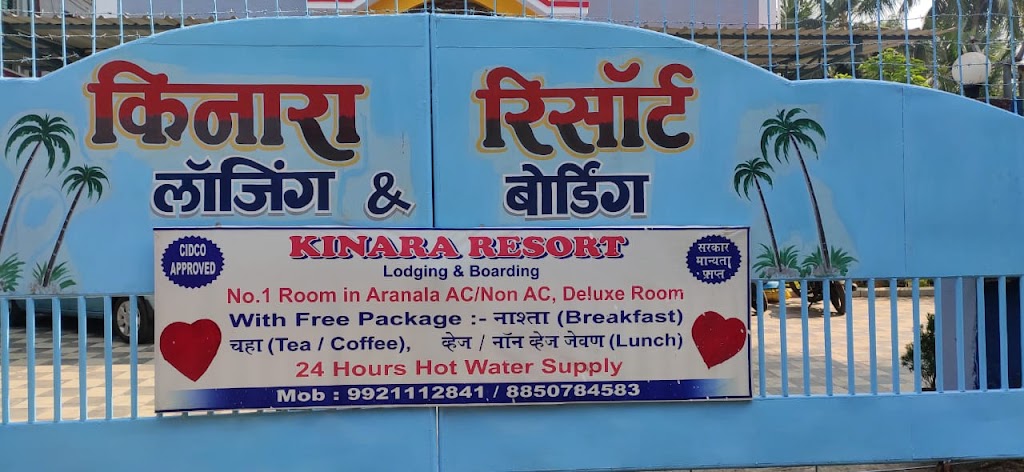 किनारा रिसॉर्ट
लॉजिंग & बोर्डिंग
CIDCO
APPROVED
KINARA RESORT
Lodging & Boarding
सरकार
मान्यता
प्राप्त
No.1 Room in Aranala AC/Non AC, Deluxe Room
With Free Package :- नाश्ता (Breakfast)
चहा (Tea / Coffee), व्हेज / नॉन व्हेज जेवण (Lunch)
24 Hours Hot Water Supply
Mob : 9921112841 / 8850784583